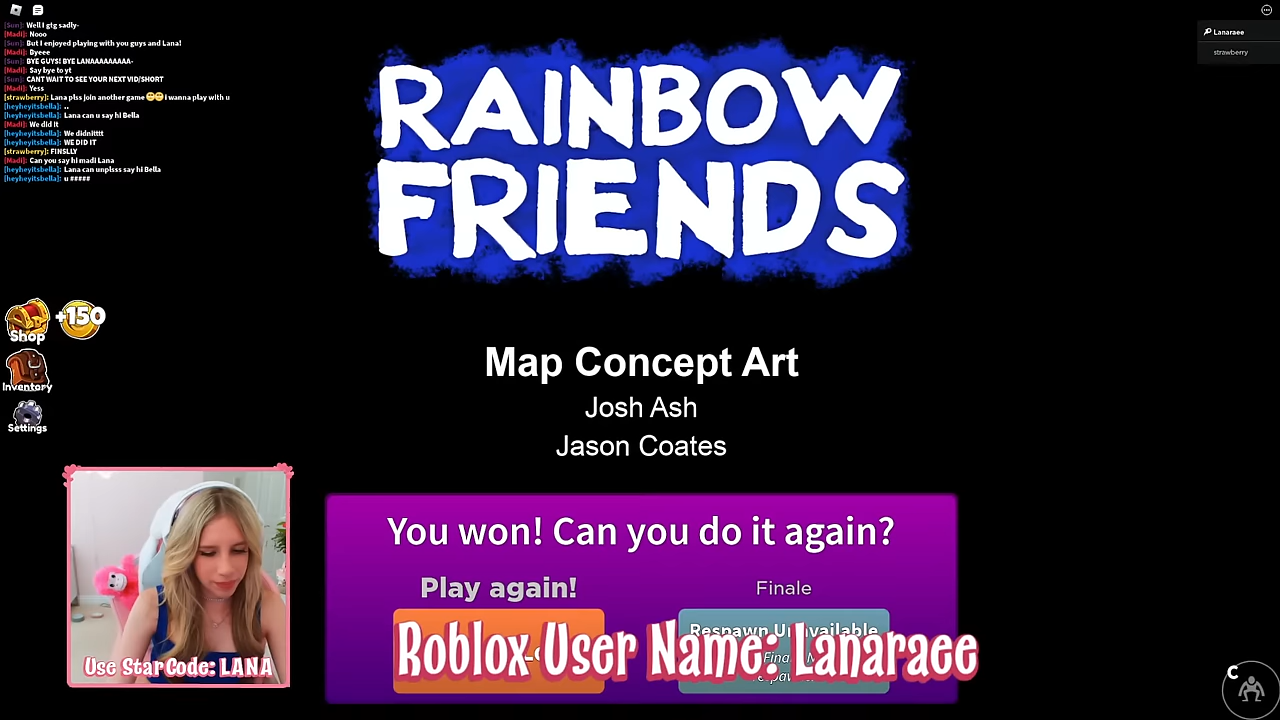 [Sun]: Well I gtg sadly-
[Madi]: Nooo
[Sun]: But I enjoyed playing with you guys and Lana!
[Madi]: Byeee
[Sun]: BYE GUYS! BYE LANAAAAAAAAA-
[Madi]: Say bye to yt
[Sun]: CANT WAIT TO SEE YOUR NEXT VID/SHORT
[Madi]: Yess
[strawberry]: Lana plss join another game 🥺🥺 i wanna play with u
[heyheyitsbella]: ..
[heyheyitsbella]: Lana can u say hi Bella
[Madi]: We did it
[heyheyitsbella]: We didnitttt
[heyheyitsbella]: WE DID IT
[strawberry]: FINSLLY
[Madi]: Can you say hi madi Lana
[heyheyitsbella]: Lana can unplsss say hi Bella
[heyheyitsbella]: u #####
Lanaraee
strawberry
RAINBOW
FRIENDS
+150
Shop
Inventory
Settings
Map Concept Art
Josh Ash
Jason Coates
You won! Can you do it again?
Play again!
Finale
Respawn Unavailable
Roblox User Name: Lanaraee
Use Star Code: LANA
C